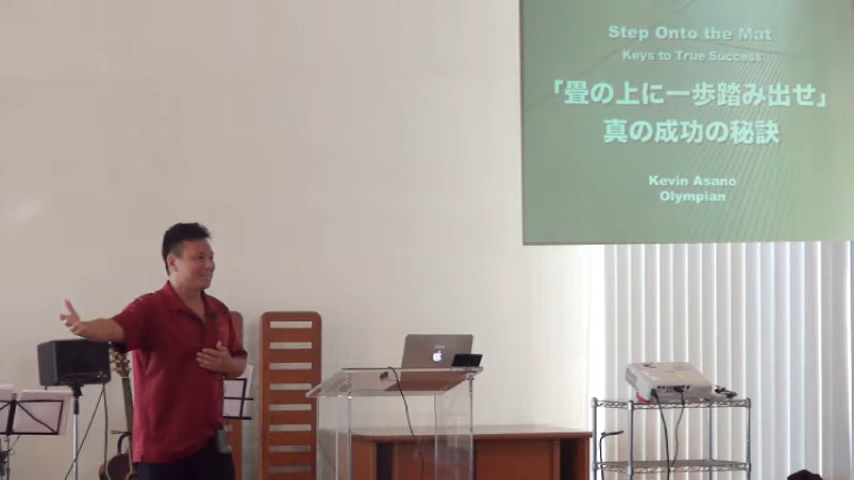 Step Onto the Mat
Keys to True Success
「畳の上に一歩踏み出せ」
真の成功の秘訣
Kevin Asano
Olympian